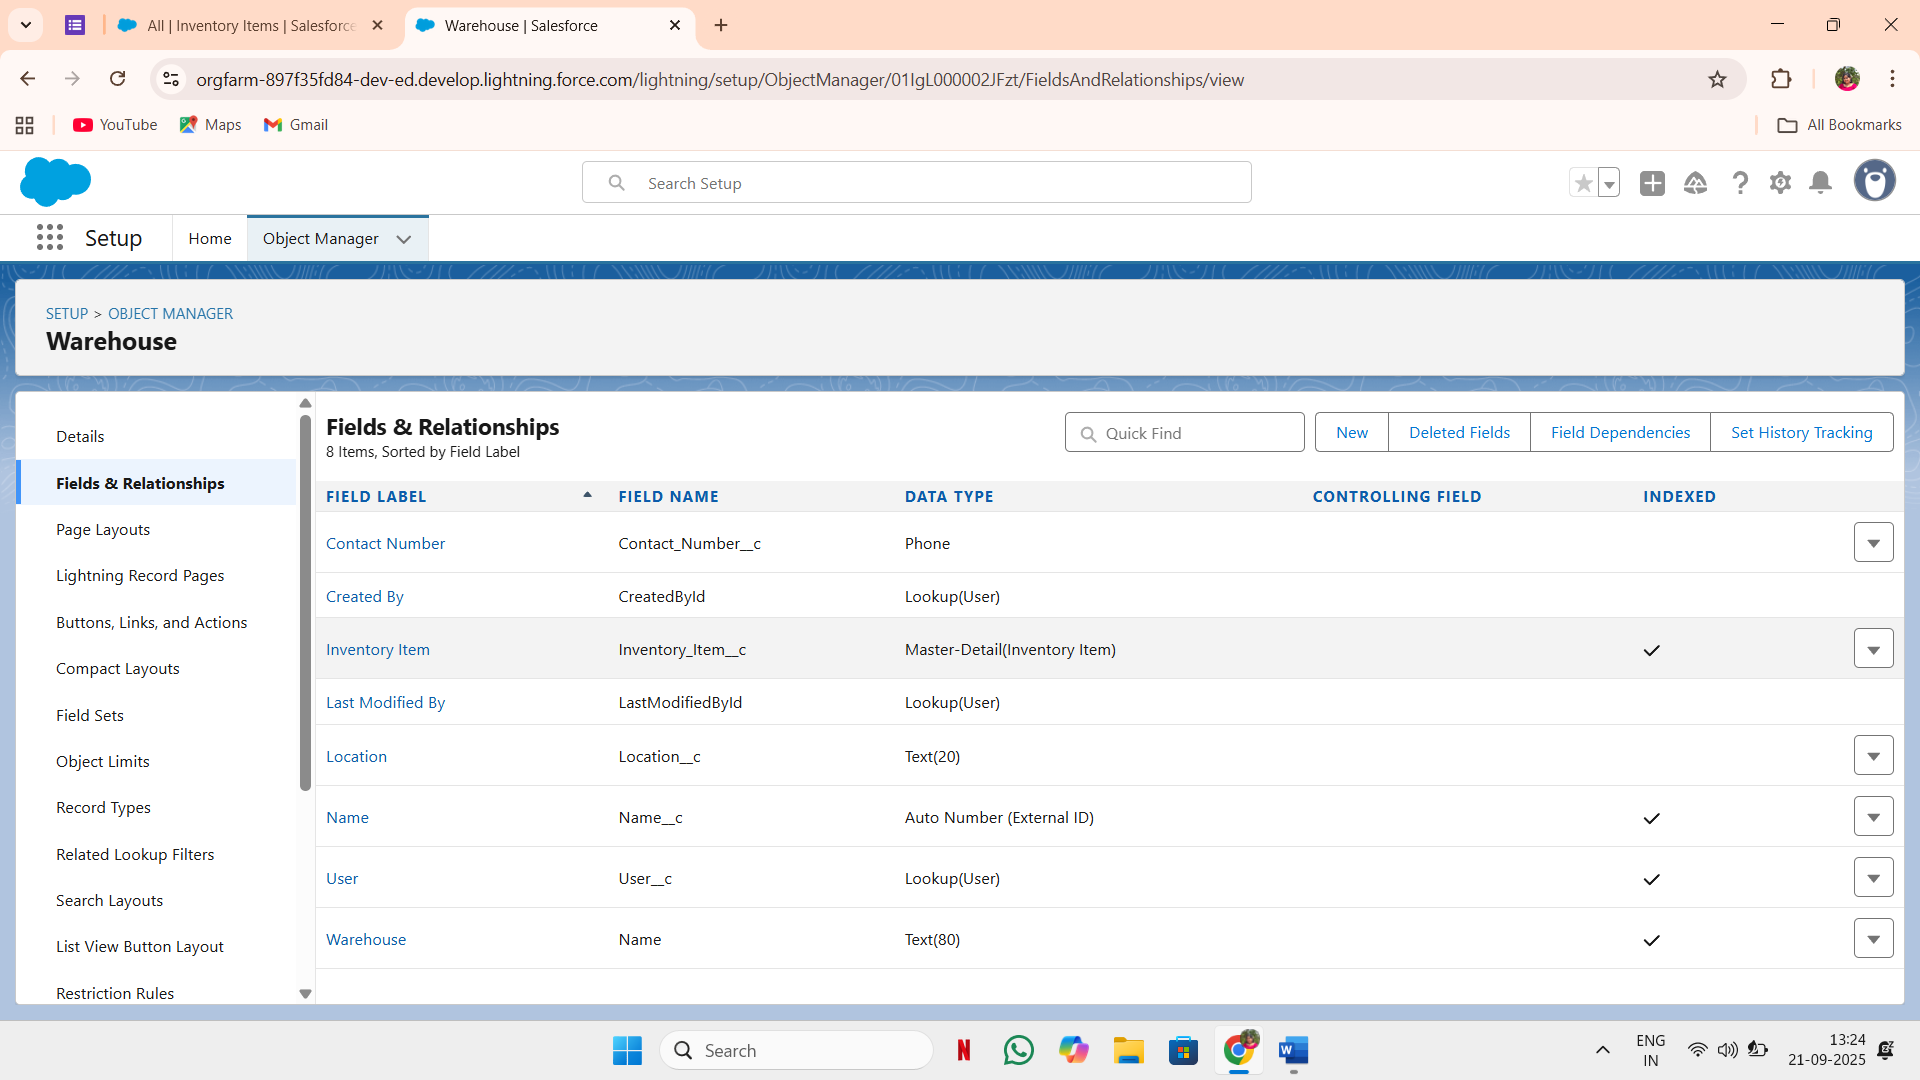 All | Inventory Items | Salesforce
Warehouse | Salesforce
orgfarm-897f35fd84-dev-ed.develop.lightning.force.com/lightning/setup/ObjectManager/01IgL000002JFzt/FieldsAndRelationships/view
YouTube
Maps
Gmail
All Bookmarks
Search Setup
Setup
Home
Object Manager
SETUP > OBJECT MANAGER
Warehouse
Details
Fields & Relationships
Page Layouts
Lightning Record Pages
Buttons, Links, and Actions
Compact Layouts
Field Sets
Object Limits
Record Types
Related Lookup Filters
Search Layouts
List View Button Layout
Restriction Rules
Fields & Relationships
8 Items, Sorted by Field Label
Quick Find
New
Deleted Fields
Field Dependencies
Set History Tracking
FIELD LABEL FIELD NAME DATA TYPE CONTROLLING FIELD INDEXED
Contact Number Contact_Number__c Phone
Created By CreatedById Lookup(User)
Inventory Item Inventory_Item__c Master-Detail(Inventory Item)
Last Modified By LastModifiedById Lookup(User)
Location Location__c Text(20)
Name Name__c Auto Number (External ID)
User User__c Lookup(User)
Warehouse Name Text(80)
Search
ENG
IN
13:24
21-09-2025